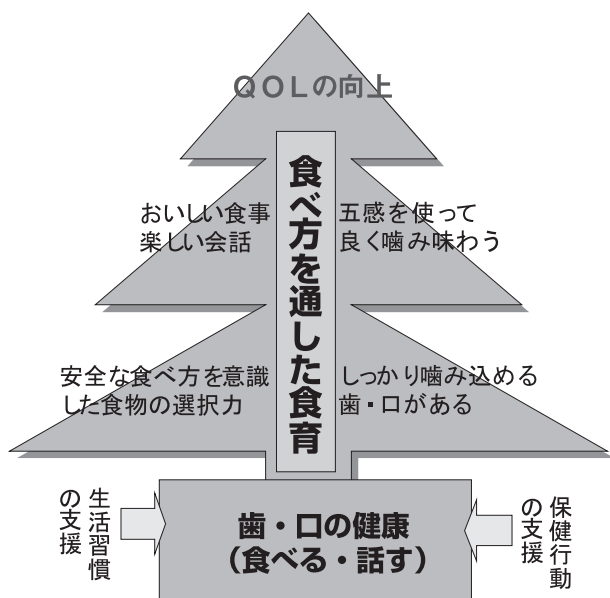 QOLの向上
食べ方を通した食育
おいしい食事
楽しい会話
五感を使って
良く噛み味わう
安全な食べ方を意識
した食物の選択力
しっかり噛み込める
歯・口がある
生活習慣
の支援
歯・口の健康
（食べる・話す）
保健行動
の支援